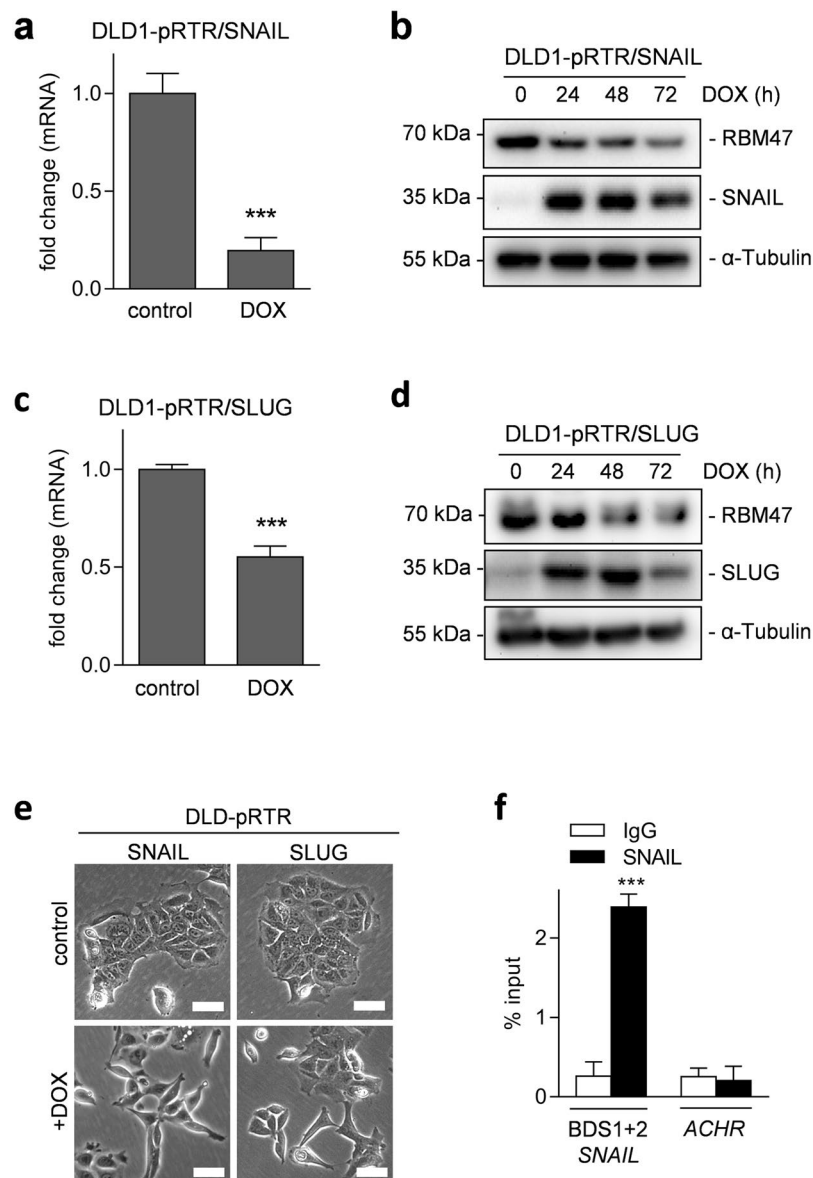 a
DLD1-pRTR/SNAIL
fold change (mRNA)
1.0
0.5
0.0
***
control DOX
b
DLD1-pRTR/SNAIL
0 24 48 72 DOX (h)
70 kDa - - RBM47
35 kDa - - SNAIL
55 kDa - - α-Tubulin
c
DLD1-pRTR/SLUG
fold change (mRNA)
1.0
0.5
0.0
***
control DOX
d
DLD1-pRTR/SLUG
0 24 48 72 DOX (h)
70 kDa - - RBM47
35 kDa - - SLUG
55 kDa - - α-Tubulin
e
DLD-pRTR
SNAIL SLUG
control
+DOX
f
IgG
SNAIL
% input
2
1
0
***
BDS1+2 ACHR
SNAIL